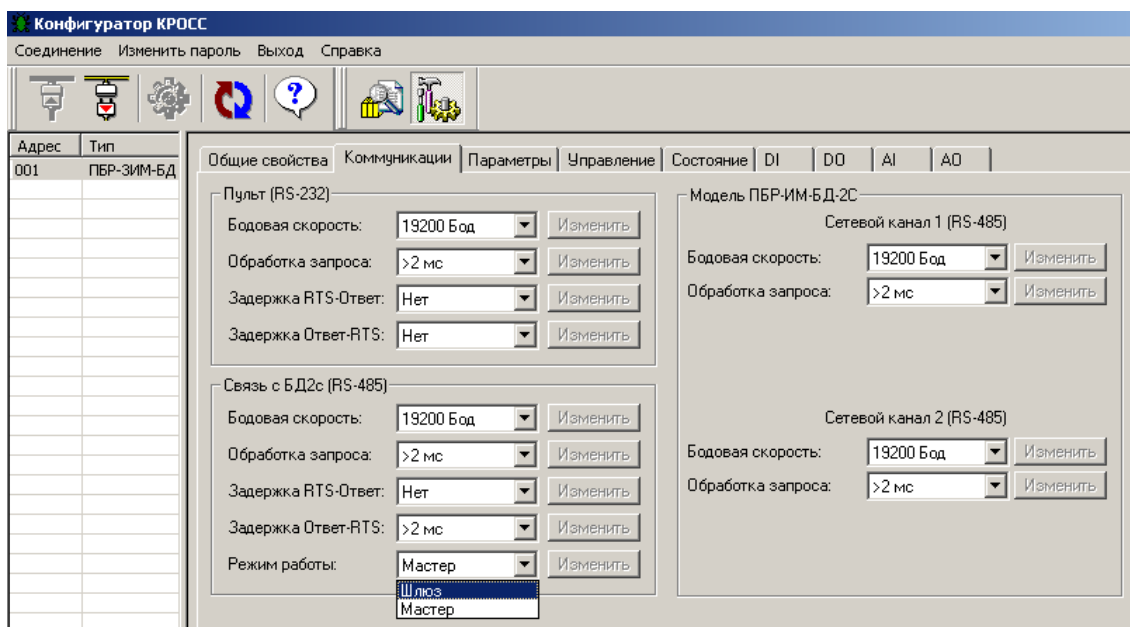 Конфигуратор КРОСС
Соединение Изменить пароль Выход Справка
Адрес Тип
001 ПБР-3ИМ-БД
Общие свойства Коммуникации Параметры Управление Состояние DI DO AI AO
Пульт (RS-232)
Бодовая скорость: 19200 Бод Изменить
Обработка запроса: >2 мс Изменить
Задержка RTS-Ответ: Нет Изменить
Задержка Ответ-RTS: Нет Изменить
Связь с БД2с (RS-485)
Бодовая скорость: 19200 Бод Изменить
Обработка запроса: >2 мс Изменить
Задержка RTS-Ответ: Нет Изменить
Задержка Ответ-RTS: >2 мс Изменить
Режим работы: Мастер Изменить
Шлюз
Мастер
Модель ПБР-ИМ-БД-2С
Сетевой канал 1 (RS-485)
Бодовая скорость: 19200 Бод Изменить
Обработка запроса: >2 мс Изменить
Сетевой канал 2 (RS-485)
Бодовая скорость: 19200 Бод Изменить
Обработка запроса: >2 мс Изменить